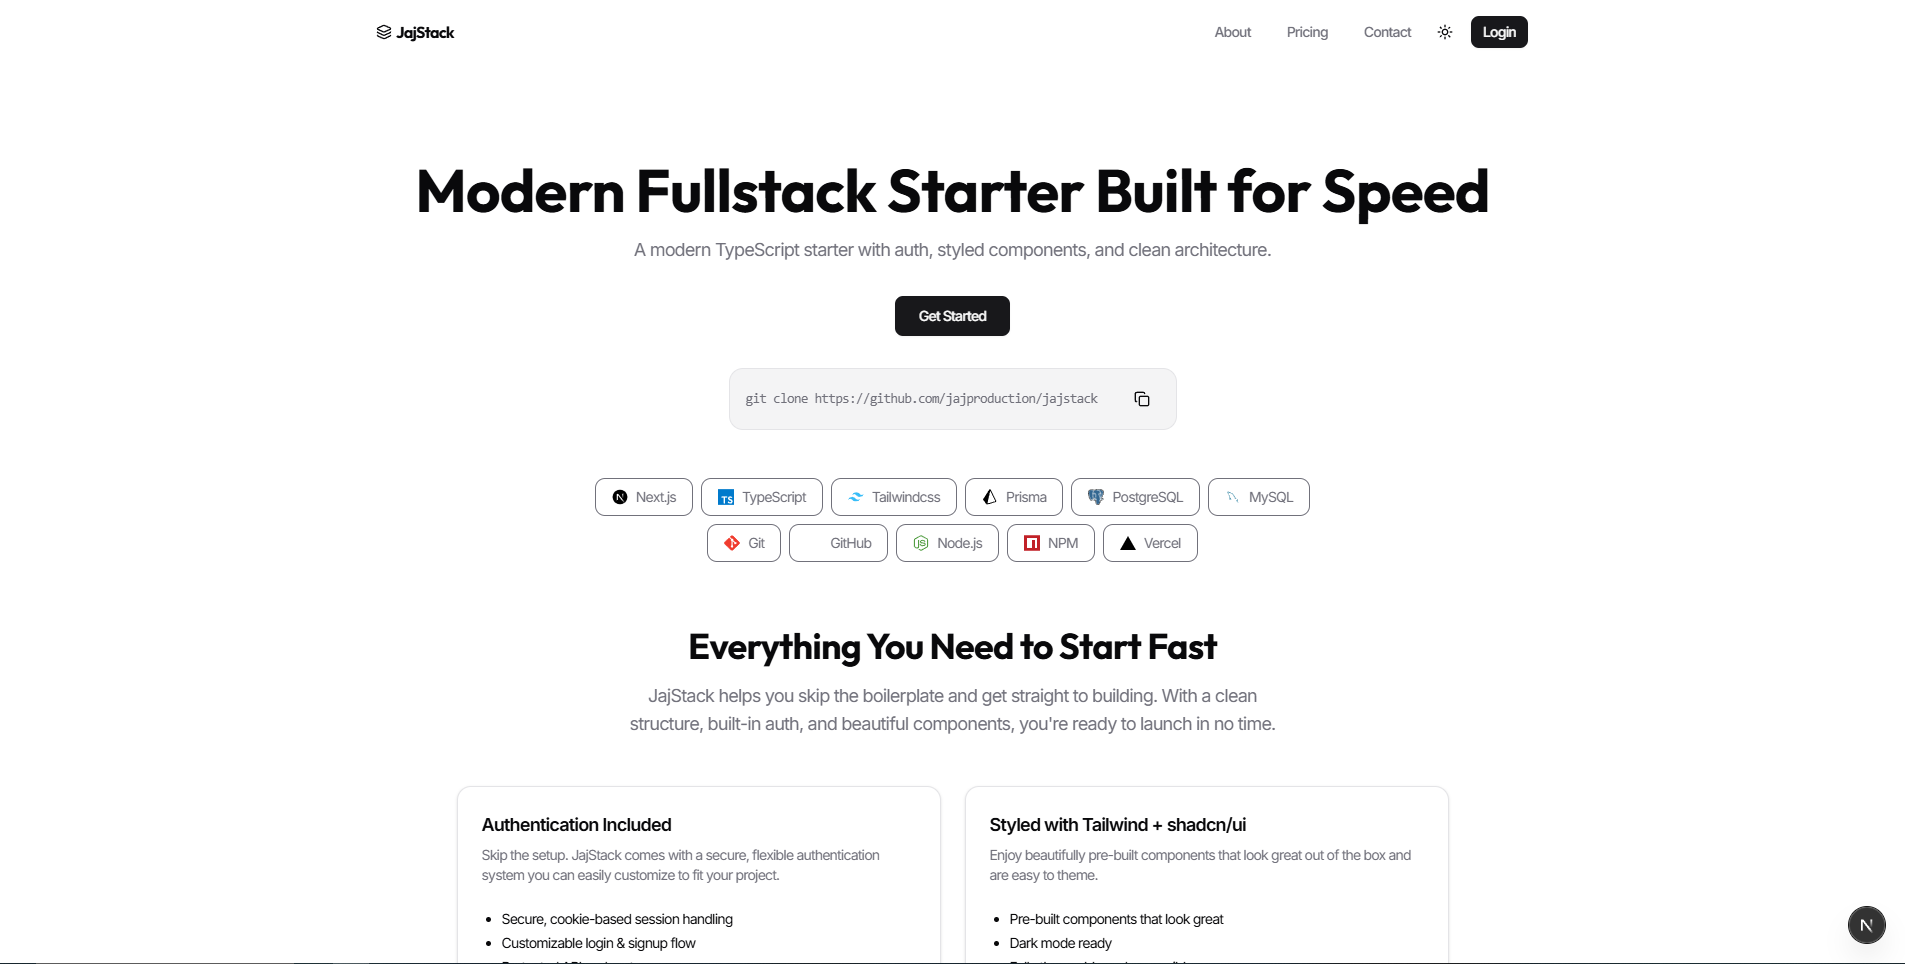 JajStack
About
Pricing
Contact
Login
Modern Fullstack Starter Built for Speed
A modern TypeScript starter with auth, styled components, and clean architecture.
Get Started
git clone https://github.com/jajproduction/jajstack
Next.js
TypeScript
Tailwindcss
Prisma
PostgreSQL
MySQL
Git
GitHub
Node.js
NPM
Vercel
Everything You Need to Start Fast
JajStack helps you skip the boilerplate and get straight to building. With a clean
structure, built-in auth, and beautiful components, you're ready to launch in no time.
Authentication Included
Skip the setup. JajStack comes with a secure, flexible authentication
system you can easily customize to fit your project.
Secure, cookie-based session handling
Customizable login & signup flow
Styled with Tailwind + shadcn/ui
Enjoy beautifully pre-built components that look great out of the box and
are easy to theme.
Pre-built components that look great
Dark mode ready